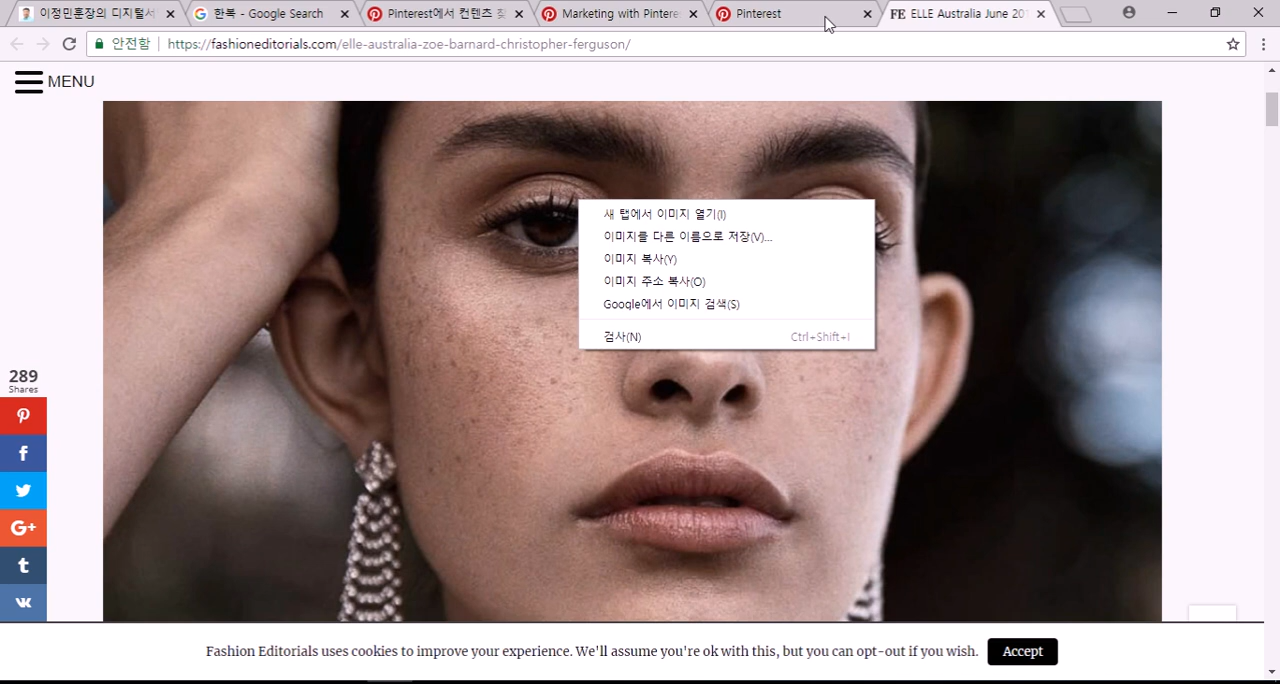 이정민훈장의 디지털서
한복 - Google Search
Pinterest에서 컨텐츠 찾
Marketing with Pintere
Pinterest
FE ELLE Australia June 201
안전함 https://fashioneditorials.com/elle-australia-zoe-barnard-christopher-ferguson/
MENU
새 탭에서 이미지 열기(I)
이미지를 다른 이름으로 저장(V)...
이미지 복사(Y)
이미지 주소 복사(O)
Google에서 이미지 검색(S)
검사(N) Ctrl+Shift+I
289
Shares
Fashion Editorials uses cookies to improve your experience. We'll assume you're ok with this, but you can opt-out if you wish. Accept